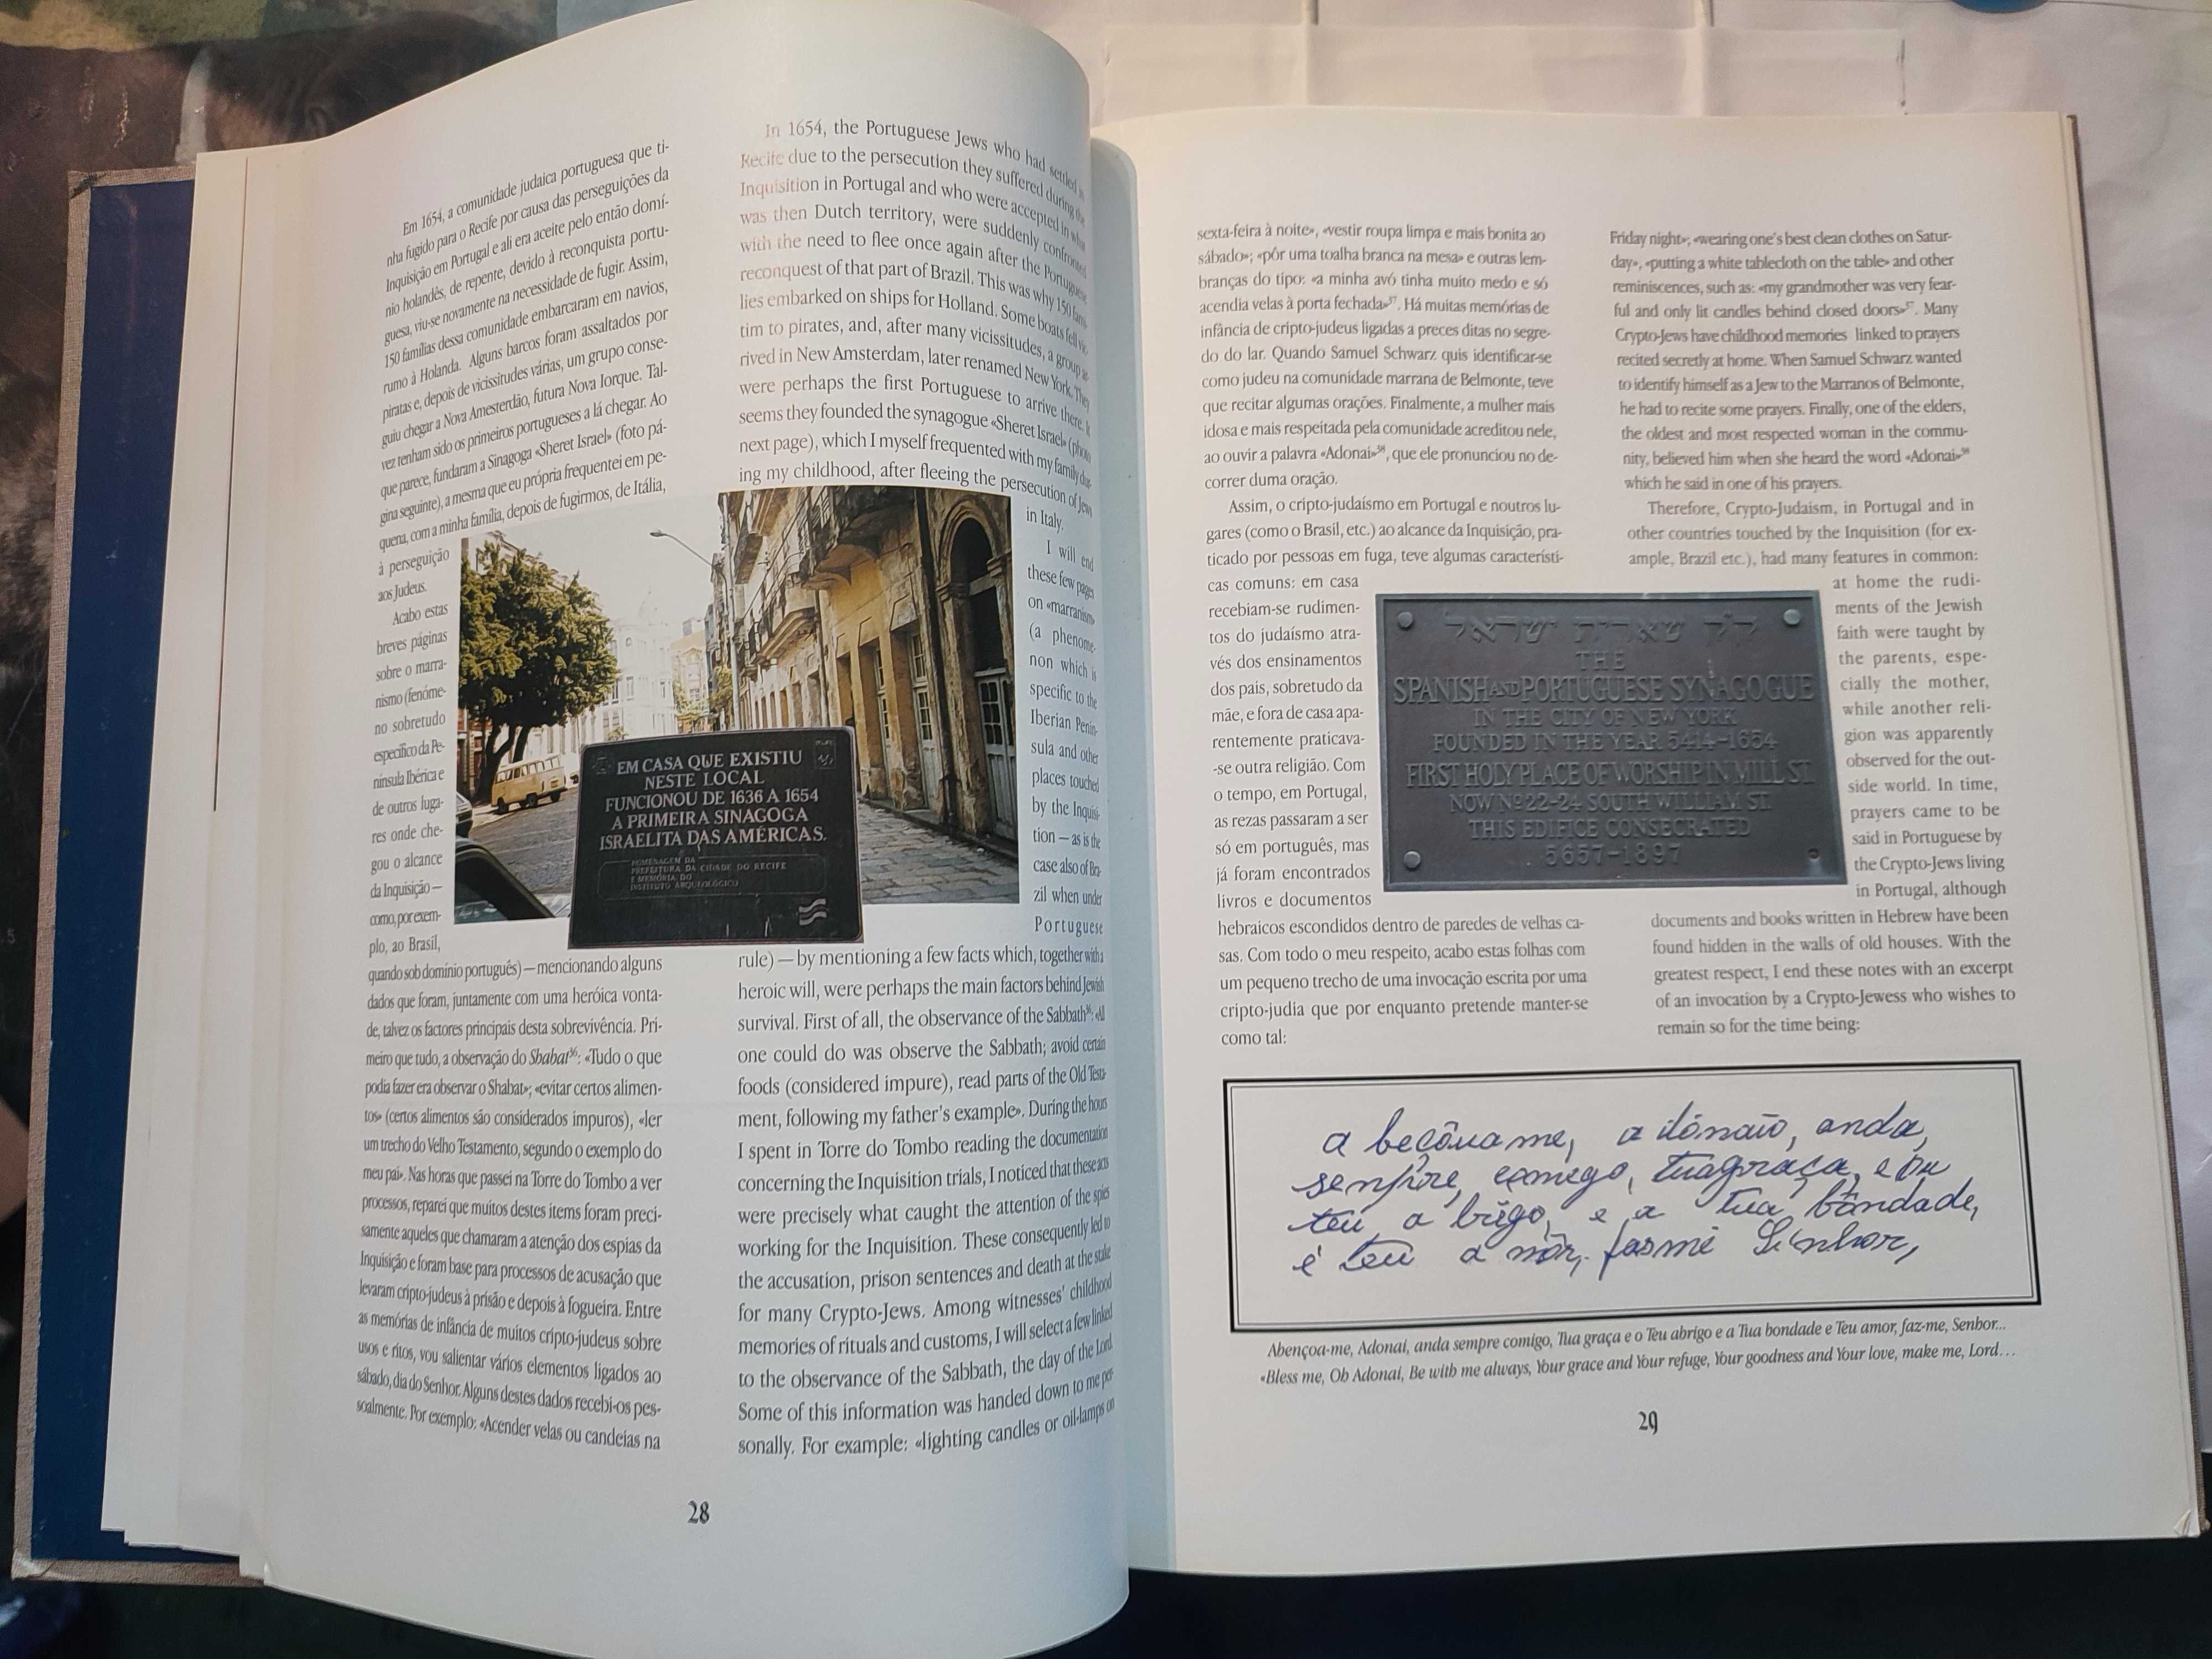 Em 1654, a comunidade judaica portuguesa que ti-
nha fugido para o Recife por causa das perseguições da
Inquisição em Portugal e ali era aceite pelo então domí-
nio holandês, de repente, devido à reconquista portu-
guesa, viu-se novamente na necessidade de fugir. Assim,
150 famílias dessa comunidade embarcaram em navios,
rumo à Holanda. Alguns barcos foram assaltados por
piratas e, depois de vicissitudes várias, um grupo conse-
guiu chegar a Nova Amesterdão, futura Nova Iorque. Tal-
vez tenham sido os primeiros portugueses a lá chegar. Ao
que parece, fundaram a Sinagoga «Sheret Israel» (foto pá-
gina seguinte), a mesma que eu própria frequentei em pe-
quena, com a minha família, depois de fugirmos, de Itália,
à perseguição
aos Judeus.
Acabo estas
breves páginas
sobre o marra-
nismo (fenóme-
no sobretudo
específico da Pe-
nínsula Ibérica e
de outros luga-
res onde che-
gou o alcance
da Inquisição —
como, por exem-
plo, ao Brasil,
quando sob domínio português) — mencionando alguns
dados que foram, juntamente com uma heróica vonta-
de, talvez os factores principais desta sobrevivência. Pri-
meiro que tudo, a observação do Shabat³⁶: «Tudo o que
podia fazer era observar o Shabat»; «evitar certos alimen-
tos» (certos alimentos são considerados impuros), «ler
um trecho do Velho Testamento, segundo o exemplo do
meu pai». Nas horas que passei na Torre do Tombo a ver
processos, reparei que muitos destes items foram preci-
samente aqueles que chamaram a atenção dos espias da
Inquisição e foram base para processos de acusação que
levaram cripto-judeus à prisão e depois à fogueira. Entre
as memórias de infância de muitos cripto-judeus sobre
usos e ritos, vou salientar vários elementos ligados ao
sábado, dia do Senhor. Alguns destes dados recebi-os pes-
soalmente. Por exemplo: «Acender velas ou candeias na
In 1654, the Portuguese Jews who had settled in
Recife due to the persecution they suffered during the
Inquisition in Portugal and who were accepted in what
was then Dutch territory, were suddenly confronted
with the need to flee once again after the Portuguese
reconquest of that part of Brazil. This was why 150 fami-
lies embarked on ships for Holland. Some boats fell vic-
tim to pirates, and, after many vicissitudes, a group ar-
rived in New Amsterdam, later renamed New York. They
were perhaps the first Portuguese to arrive there. It
seems they founded the synagogue «Sheret Israel» (photo
next page), which I myself frequented with my family dur-
ing my childhood, after fleeing the persecution of Jews
in Italy.
I will end
these few pages
on «marranism»
(a phenome-
non which is
specific to the
Iberian Penin-
sula and other
places touched
by the Inquisi-
tion — as is the
case also of Bra-
zil when under
Portuguese
rule) — by mentioning a few facts which, together with a
heroic will, were perhaps the main factors behind Jewish
survival. First of all, the observance of the Sabbath³⁶: «All
one could do was observe the Sabbath; avoid certain
foods (considered impure), read parts of the Old Testa-
ment, following my father's example». During the hours
I spent in Torre do Tombo reading the documentation
concerning the Inquisition trials, I noticed that these acts
were precisely what caught the attention of the spies
working for the Inquisition. These consequently led to
the accusation, prison sentences and death at the stake
for many Crypto-Jews. Among witnesses' childhood
memories of rituals and customs, I will select a few linked
to the observance of the Sabbath, the day of the Lord.
Some of this information was handed down to me per-
sonally. For example: «lighting candles or oil-lamps on
EM CASA QUE EXISTIU
NESTE LOCAL
FUNCIONOU DE 1636 A 1654
A PRIMEIRA SINAGOGA
ISRAELITA DAS AMÉRICAS.
HOMENAGEM DA
PREFEITURA DA CIDADE DO RECIFE
E MEMÓRIA DO
INSTITUTO ARQUEOLÓGICO
28
sexta-feira à noite», «vestir roupa limpa e mais bonita ao
sábado»; «pôr uma toalha branca na mesa» e outras lem-
branças do tipo: «a minha avó tinha muito medo e só
acendia velas à porta fechada»³⁷. Há muitas memórias de
infância de cripto-judeus ligadas a preces ditas no segre-
do do lar. Quando Samuel Schwarz quis identificar-se
como judeu na comunidade marrana de Belmonte, teve
que recitar algumas orações. Finalmente, a mulher mais
idosa e mais respeitada pela comunidade acreditou nele,
ao ouvir a palavra «Adonai»³⁸, que ele pronunciou no de-
correr duma oração.
Assim, o cripto-judaísmo em Portugal e noutros lu-
gares (como o Brasil, etc.) ao alcance da Inquisição, pra-
ticado por pessoas em fuga, teve algumas característi-
cas comuns: em casa
recebiam-se rudimen-
tos do judaísmo atra-
vés dos ensinamentos
dos pais, sobretudo da
mãe, e fora de casa apa-
rentemente praticava-
-se outra religião. Com
o tempo, em Portugal,
as rezas passaram a ser
só em português, mas
já foram encontrados
livros e documentos
hebraicos escondidos dentro de paredes de velhas ca-
sas. Com todo o meu respeito, acabo estas folhas com
um pequeno trecho de uma invocação escrita por uma
cripto-judia que por enquanto pretende manter-se
como tal:
Friday night»; «wearing one's best clean clothes on Satur-
day», «putting a white tablecloth on the table» and other
reminiscences, such as: «my grandmother was very fear-
ful and only lit candles behind closed doors»³⁷. Many
Crypto-Jews have childhood memories linked to prayers
recited secretly at home. When Samuel Schwarz wanted
to identify himself as a Jew to the Marranos of Belmonte,
he had to recite some prayers. Finally, one of the elders,
the oldest and most respected woman in the commu-
nity, believed him when she heard the word «Adonai»³⁸
which he said in one of his prayers.
Therefore, Crypto-Judaism, in Portugal and in
other countries touched by the Inquisition (for ex-
ample, Brazil etc.), had many features in common:
at home the rudi-
ments of the Jewish
faith were taught by
the parents, espe-
cially the mother,
while another reli-
gion was apparently
observed for the out-
side world. In time,
prayers came to be
said in Portuguese by
the Crypto-Jews living
in Portugal, although
documents and books written in Hebrew have been
found hidden in the walls of old houses. With the
greatest respect, I end these notes with an excerpt
of an invocation by a Crypto-Jewess who wishes to
remain so for the time being:
ק״ק שארית ישראל
THE
SPANISH AND PORTUGUESE SYNAGOGUE
IN THE CITY OF NEW YORK
FOUNDED IN THE YEAR 5414–1654
FIRST HOLY PLACE OF WORSHIP IN MILL ST.
NOW Nº 22–24 SOUTH WILLIAM ST.
THIS EDIFICE CONSECRATED
5657–1897
a beçôuame, a dónaio, anda,
senpre, comego, tuagraça, e ou
teu a brigo, e a tua bondade,
é teu a môr, fasmé Senhor,
Abençoa-me, Adonai, anda sempre comigo, Tua graça e o Teu abrigo e a Tua bondade e Teu amor, faz-me, Senhor...
«Bless me, Oh Adonai, Be with me always, Your grace and Your refuge, Your goodness and Your love, make me, Lord...
29